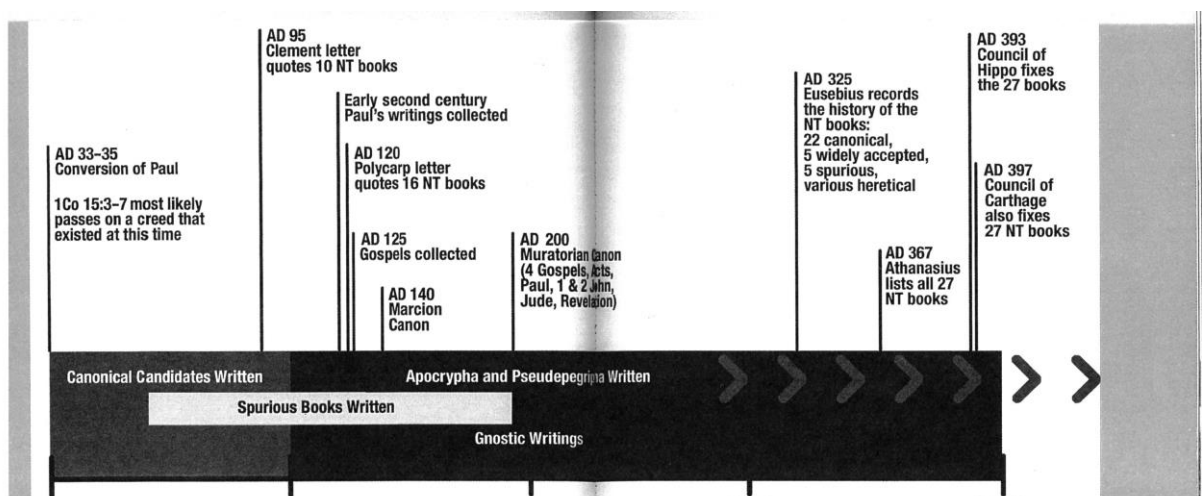 AD 33–35
Conversion of Paul
1Co 15:3–7 most likely
passes on a creed that
existed at this time
AD 95
Clement letter
quotes 10 NT books
Early second century
Paul's writings collected
AD 120
Polycarp letter
quotes 16 NT books
AD 125
Gospels collected
AD 140
Marcion
Canon
AD 200
Muratorian Canon
(4 Gospels, Acts,
Paul, 1 & 2 John,
Jude, Revelation)
AD 325
Eusebius records
the history of the
NT books:
22 canonical,
5 widely accepted,
5 spurious,
various heretical
AD 367
Athanasius
lists all 27
NT books
AD 393
Council of
Hippo fixes
the 27 books
AD 397
Council of
Carthage
also fixes
27 NT books
Canonical Candidates Written
Apocrypha and Pseudepegripha Written
Spurious Books Written
Gnostic Writings